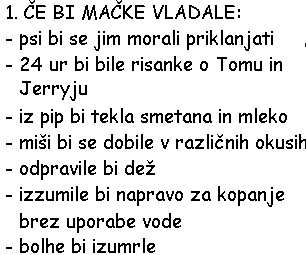 1. ČE BI MAČKE VLADALE:
- psi bi se jim morali priklanjati
- 24 ur bi bile risanke o Tomu in
Jerryju
- iz pip bi tekla smetana in mleko
- miši bi se dobile v različnih okusih
- odpravile bi dež
- izzumile bi napravo za kopanje
brez uporabe vode
- bolhe bi izumrle